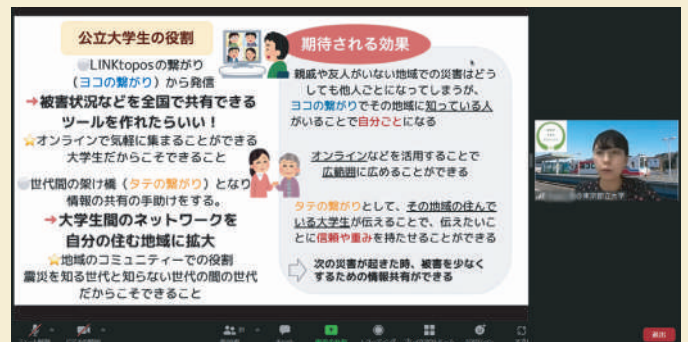 公立大学生の役割
LINKtoposの繋がり
（ヨコの繋がり）から発信
→被害状況などを全国で共有できる
ツールを作れたらいい！
オンラインで気軽に集まることができる
大学生だからこそできること
世代間の架け橋（タテの繋がり）となり
情報の共有の手助けをする。
→大学生間のネットワークを
自分の住む地域に拡大
地域のコミュニティーでの役割
震災を知る世代と知らない世代の間の世代
だからこそできること
期待される効果
親戚や友人がいない地域での災害はどう
しても他人ごとになってしまうが、
ヨコの繋がりでその地域に知っている人
がいることで自分ごとになる
オンラインなどを活用することで
広範囲に広めることができる
タテの繋がりとして、その地域の住んで
いる大学生が伝えることで、伝えたいこ
とに信頼や重みを持たせることができる
次の災害が起きた時、被害を少なく
するための情報共有ができる
東京都立大学
退出